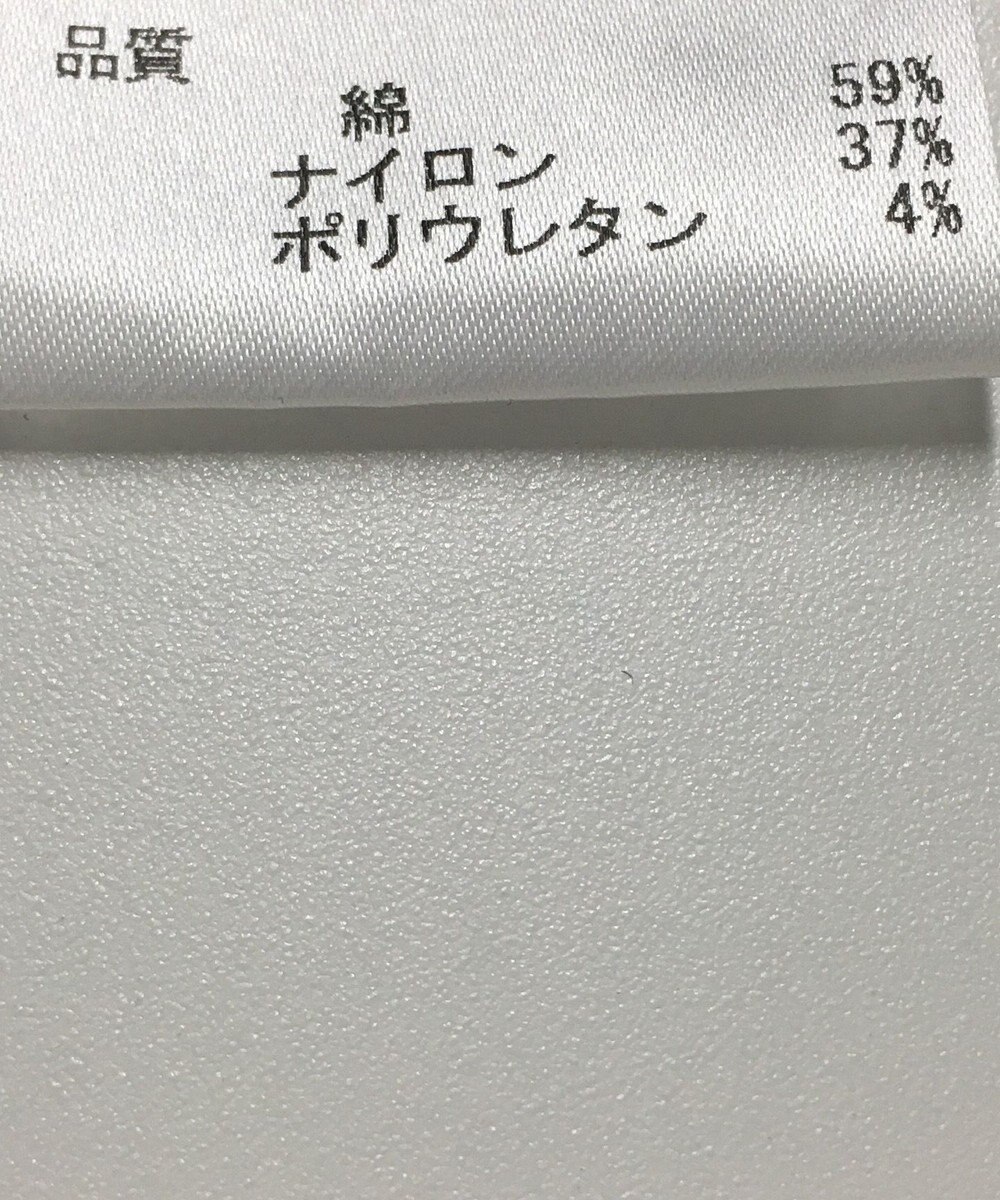 品質
綿 59%
ナイロン 37%
ポリウレタン 4%